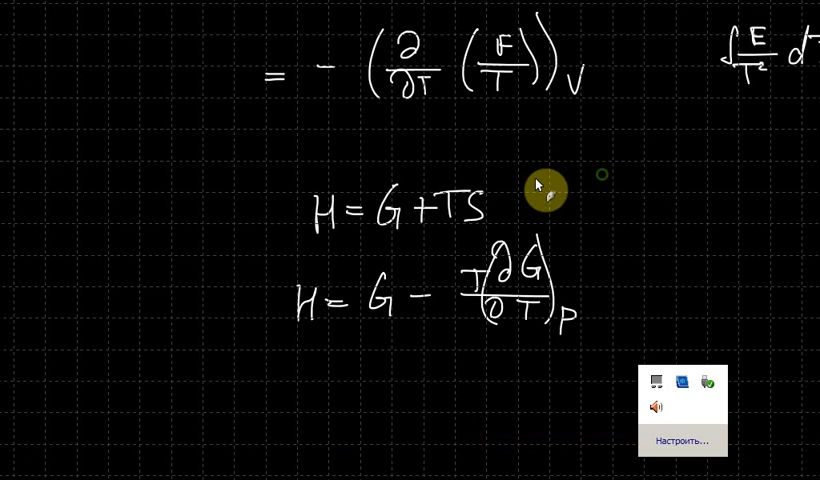 = - (∂/∂T (F/T))_V
∫ E/T² d
H = G + TS
H = G - T(∂G/∂T)_P
Настроить...